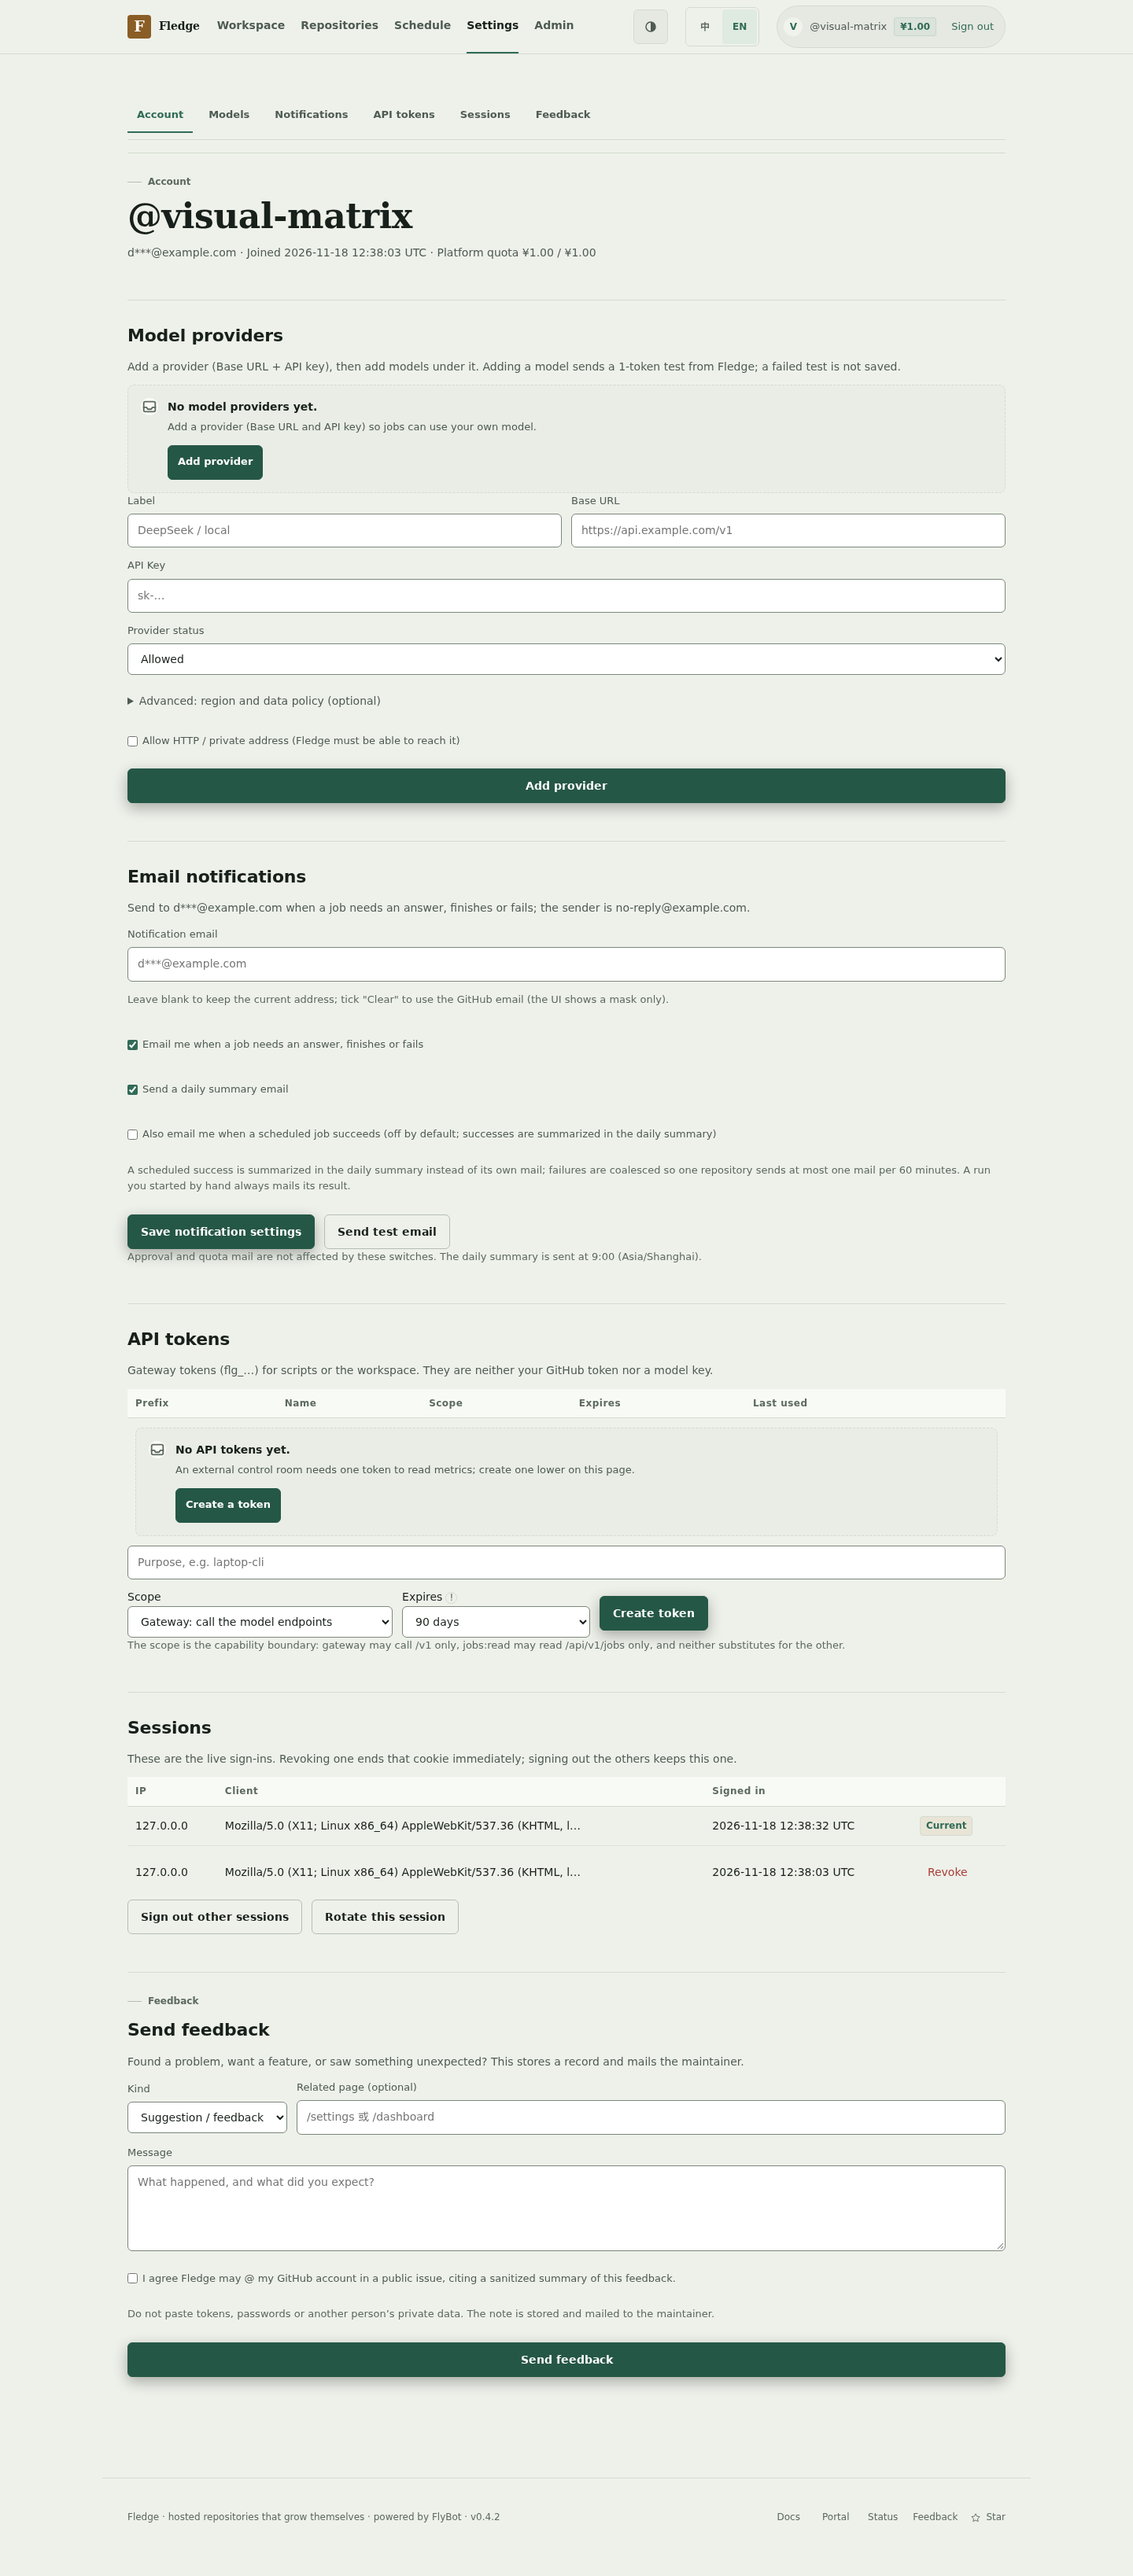 F Fledge Workspace Repositories Schedule Settings Admin 中 EN V @visual-matrix ¥1.00 Sign out
Account Models Notifications API tokens Sessions Feedback
Account
@visual-matrix
d***@example.com · Joined 2026-11-18 12:38:03 UTC · Platform quota ¥1.00 / ¥1.00
Model providers
Add a provider (Base URL + API key), then add models under it. Adding a model sends a 1-token test from Fledge; a failed test is not saved.
No model providers yet.
Add a provider (Base URL and API key) so jobs can use your own model.
Add provider
Label Base URL
DeepSeek / local https://api.example.com/v1
API Key
sk-…
Provider status
Allowed
Advanced: region and data policy (optional)
Allow HTTP / private address (Fledge must be able to reach it)
Add provider
Email notifications
Send to d***@example.com when a job needs an answer, finishes or fails; the sender is no-reply@example.com.
Notification email
d***@example.com
Leave blank to keep the current address; tick "Clear" to use the GitHub email (the UI shows a mask only).
Email me when a job needs an answer, finishes or fails
Send a daily summary email
Also email me when a scheduled job succeeds (off by default; successes are summarized in the daily summary)
A scheduled success is summarized in the daily summary instead of its own mail; failures are coalesced so one repository sends at most one mail per 60 minutes. A run
you started by hand always mails its result.
Save notification settings Send test email
Approval and quota mail are not affected by these switches. The daily summary is sent at 9:00 (Asia/Shanghai).
API tokens
Gateway tokens (flg_…) for scripts or the workspace. They are neither your GitHub token nor a model key.
Prefix Name Scope Expires Last used
No API tokens yet.
An external control room needs one token to read metrics; create one lower on this page.
Create a token
Purpose, e.g. laptop-cli
Scope Expires !
Gateway: call the model endpoints 90 days Create token
The scope is the capability boundary: gateway may call /v1 only, jobs:read may read /api/v1/jobs only, and neither substitutes for the other.
Sessions
These are the live sign-ins. Revoking one ends that cookie immediately; signing out the others keeps this one.
IP Client Signed in
127.0.0.0 Mozilla/5.0 (X11; Linux x86_64) AppleWebKit/537.36 (KHTML, l… 2026-11-18 12:38:32 UTC Current
127.0.0.0 Mozilla/5.0 (X11; Linux x86_64) AppleWebKit/537.36 (KHTML, l… 2026-11-18 12:38:03 UTC Revoke
Sign out other sessions Rotate this session
Feedback
Send feedback
Found a problem, want a feature, or saw something unexpected? This stores a record and mails the maintainer.
Kind Related page (optional)
Suggestion / feedback /settings 或 /dashboard
Message
What happened, and what did you expect?
I agree Fledge may @ my GitHub account in a public issue, citing a sanitized summary of this feedback.
Do not paste tokens, passwords or another person’s private data. The note is stored and mailed to the maintainer.
Send feedback
Fledge · hosted repositories that grow themselves · powered by FlyBot · v0.4.2 Docs Portal Status Feedback Star